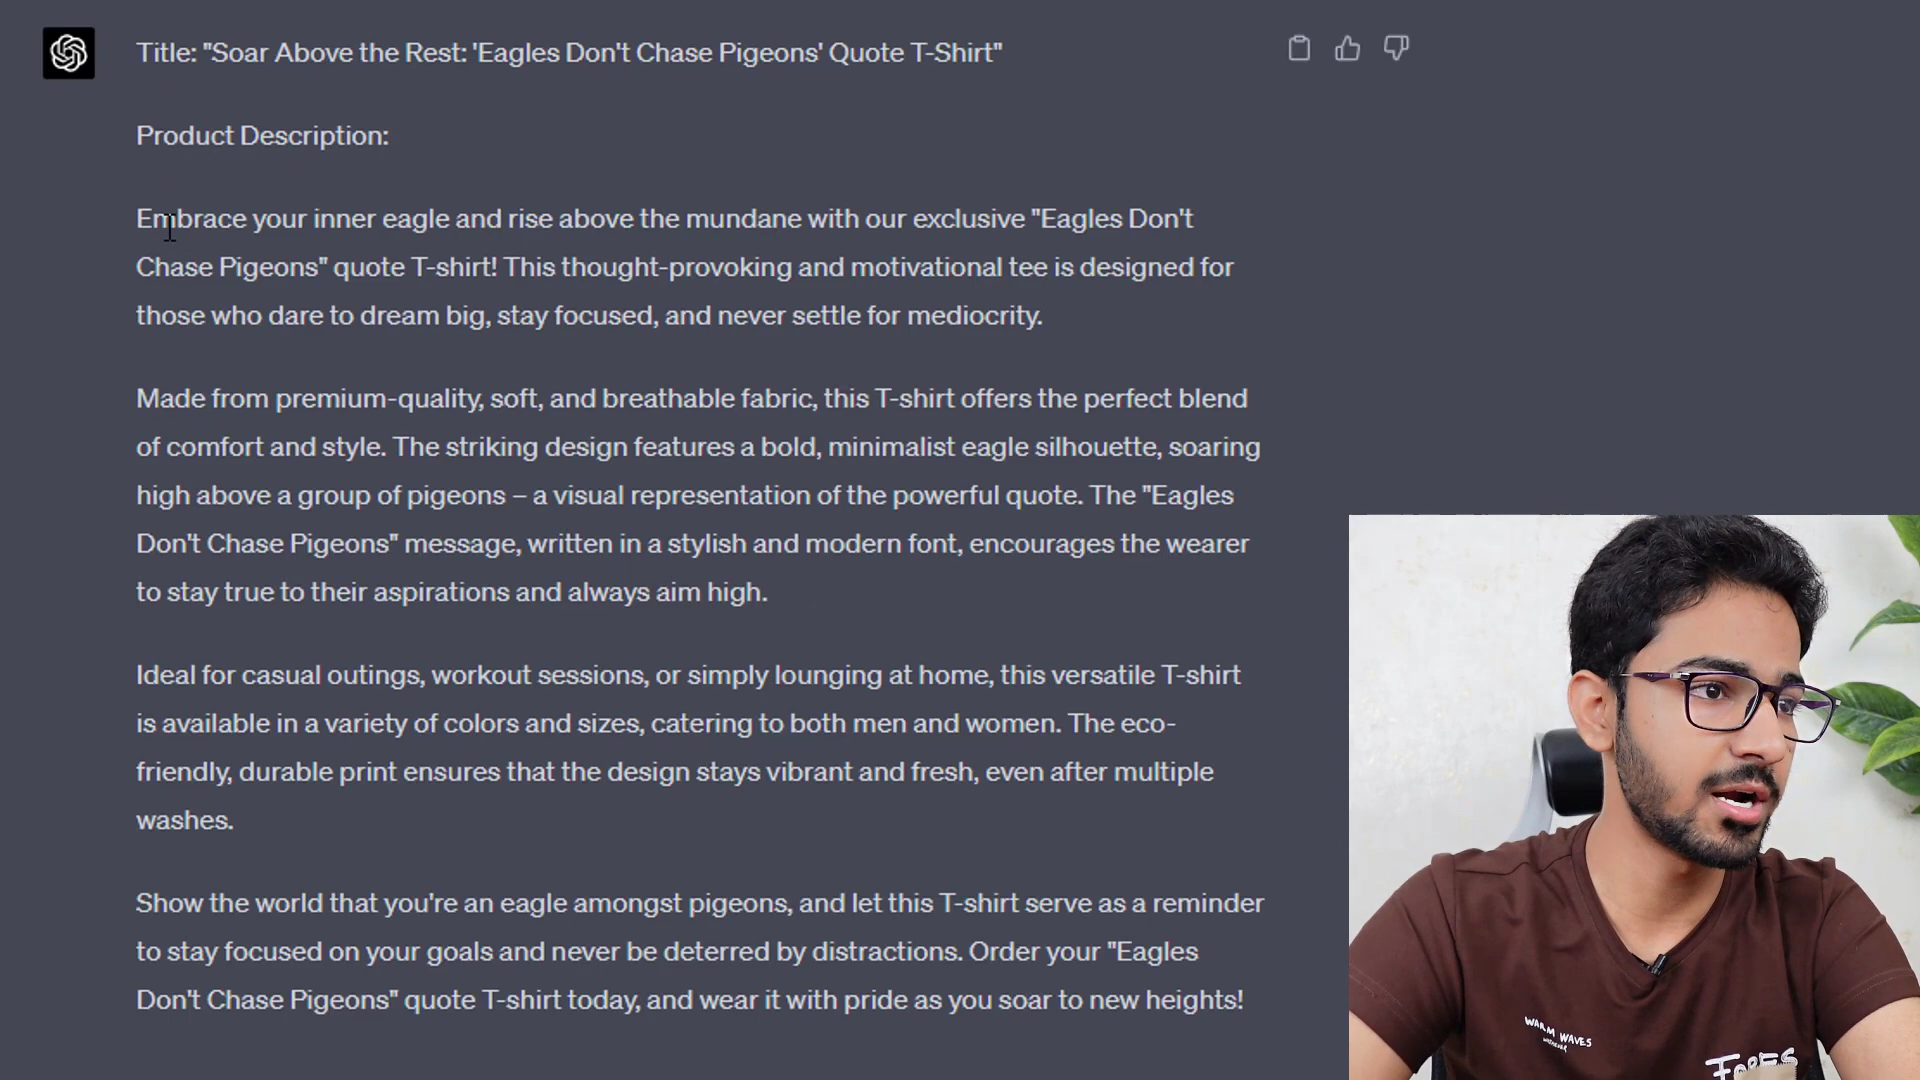 Title: "Soar Above the Rest: 'Eagles Don't Chase Pigeons' Quote T-Shirt"
Product Description:
Embrace your inner eagle and rise above the mundane with our exclusive "Eagles Don't
Chase Pigeons" quote T-shirt! This thought-provoking and motivational tee is designed for
those who dare to dream big, stay focused, and never settle for mediocrity.
Made from premium-quality, soft, and breathable fabric, this T-shirt offers the perfect blend
of comfort and style. The striking design features a bold, minimalist eagle silhouette, soaring
high above a group of pigeons – a visual representation of the powerful quote. The "Eagles
Don't Chase Pigeons" message, written in a stylish and modern font, encourages the wearer
to stay true to their aspirations and always aim high.
Ideal for casual outings, workout sessions, or simply lounging at home, this versatile T-shirt
is available in a variety of colors and sizes, catering to both men and women. The eco-
friendly, durable print ensures that the design stays vibrant and fresh, even after multiple
washes.
Show the world that you're an eagle amongst pigeons, and let this T-shirt serve as a reminder
to stay focused on your goals and never be deterred by distractions. Order your "Eagles
Don't Chase Pigeons" quote T-shirt today, and wear it with pride as you soar to new heights!
WARM WAVES